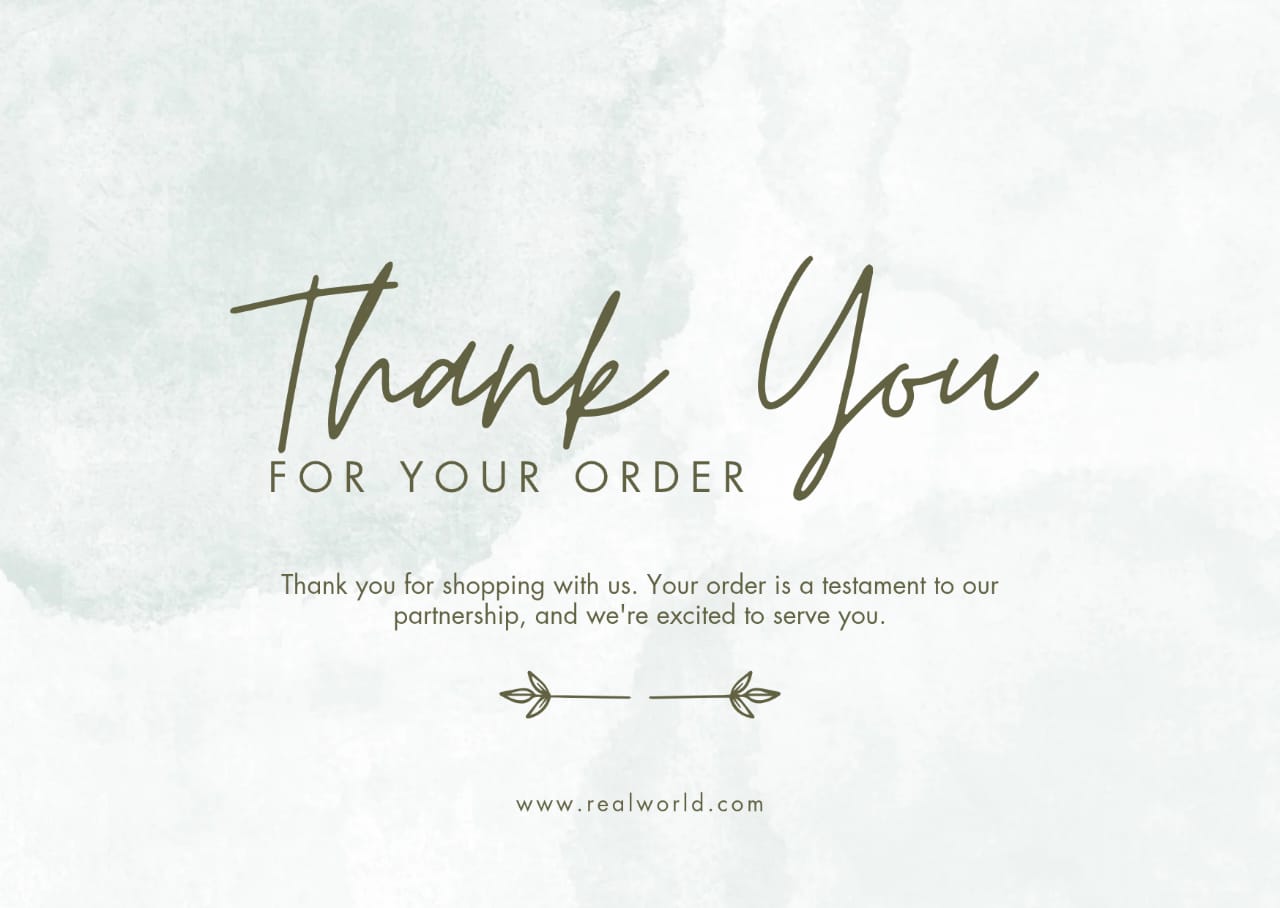 Thank You
FOR YOUR ORDER
Thank you for shopping with us. Your order is a testament to our
partnership, and we're excited to serve you.
www.realworld.com